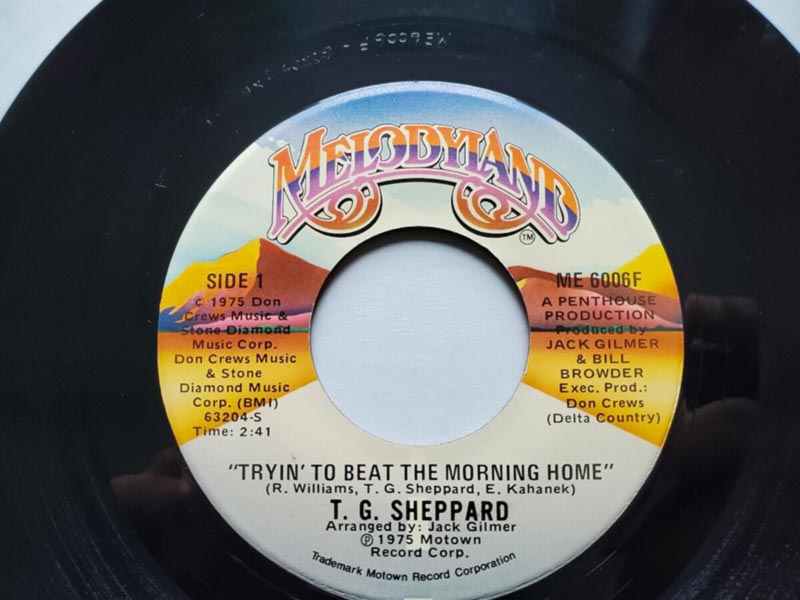 MELODYLAND
TM
SIDE 1
© 1975 Don
Crews Music &
Stone Diamond
Music Corp.
Don Crews Music
& Stone
Diamond Music
Corp. (BMI)
63204-S
Time: 2:41
ME 6006F
A PENTHOUSE
PRODUCTION
Produced by
JACK GILMER
& BILL
BROWDER
Exec. Prod.:
Don Crews
(Delta Country)
"TRYIN' TO BEAT THE MORNING HOME"
(R. Williams, T. G. Sheppard, E. Kahanek)
T. G. SHEPPARD
Arranged by: Jack Gilmer
℗ 1975 Motown
Record Corp.
Trademark Motown Record Corporation